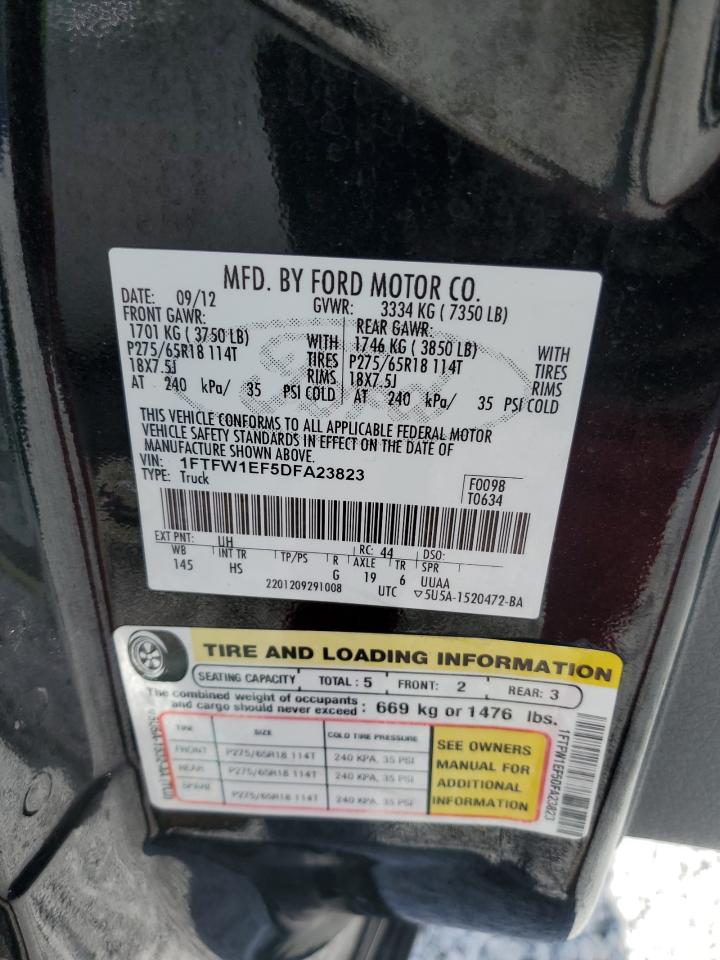 MFD. BY FORD MOTOR CO.
DATE: 09/12 GVWR: 3334 KG ( 7350 LB)
FRONT GAWR: REAR GAWR:
1701 KG ( 3750 LB) WITH 1746 KG ( 3850 LB) WITH
P275/65R18 114T TIRES P275/65R18 114T TIRES
18X7.5J RIMS 18X7.5J RIMS
AT 240 kPa/ 35 PSI COLD AT 240 kPa/ 35 PSI COLD
THIS VEHICLE CONFORMS TO ALL APPLICABLE FEDERAL MOTOR
VEHICLE SAFETY STANDARDS IN EFFECT ON THE DATE OF
MANUFACTURE SHOWN ABOVE.
VIN: 1FTFW1EF5DFA23823
TYPE: Truck
F0098
T0634
EXT PNT: UH RC: 44 DSO:
WB INT TR TP/PS R AXLE TR SPR
145 HS G 19 6 UUAA
2201209291008 UTC ▽5U5A-1520472-BA
TIRE AND LOADING INFORMATION
SEATING CAPACITY TOTAL : 5 FRONT: 2 REAR: 3
The combined weight of occupants
and cargo should never exceed : 669 kg or 1476 lbs.
TIRE SIZE COLD TIRE PRESSURE
FRONT P275/65R18 114T 240 KPA, 35 PSI
REAR P275/65R18 114T 240 KPA, 35 PSI
SPARE P275/65R18 114T 240 KPA, 35 PSI
SEE OWNERS
MANUAL FOR
ADDITIONAL
INFORMATION
1FTFW1EF5DFA23823